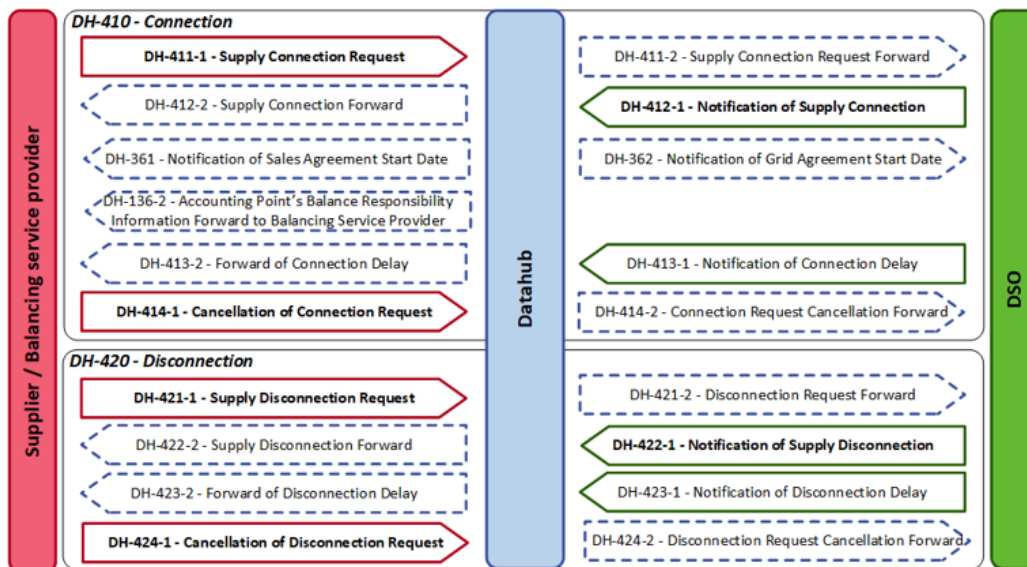 Supplier / Balancing service provider
DH-410 - Connection
DH-411-1 - Supply Connection Request
DH-411-2 - Supply Connection Request Forward
DH-412-2 - Supply Connection Forward
DH-412-1 - Notification of Supply Connection
DH-361 - Notification of Sales Agreement Start Date
DH-362 - Notification of Grid Agreement Start Date
DH-136-2 - Accounting Point's Balance Responsibility
Information Forward to Balancing Service Provider
DH-413-2 - Forward of Connection Delay
DH-413-1 - Notification of Connection Delay
DH-414-1 - Cancellation of Connection Request
DH-414-2 - Connection Request Cancellation Forward
Datahub
DSO
DH-420 - Disconnection
DH-421-1 - Supply Disconnection Request
DH-421-2 - Disconnection Request Forward
DH-422-2 - Supply Disconnection Forward
DH-422-1 - Notification of Supply Disconnection
DH-423-2 - Forward of Disconnection Delay
DH-423-1 - Notification of Disconnection Delay
DH-424-1 - Cancellation of Disconnection Request
DH-424-2 - Disconnection Request Cancellation Forward